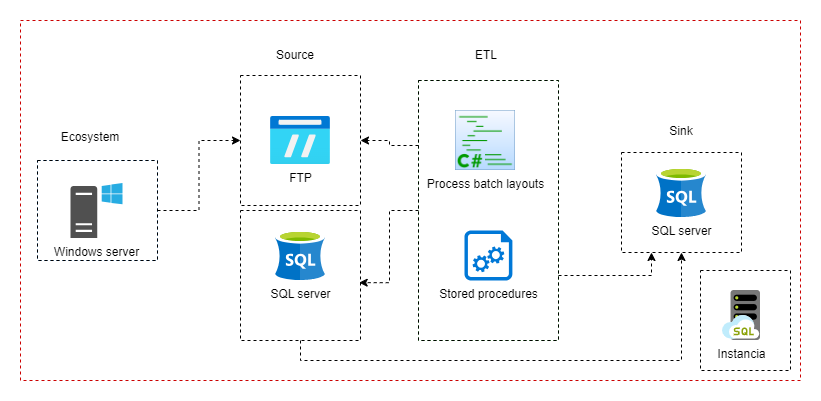 Source
ETL
Ecosystem
Sink
FTP
C#
Process batch layouts
SQL
SQL server
Windows server
SQL
SQL server
Stored procedures
SQL
Instancia